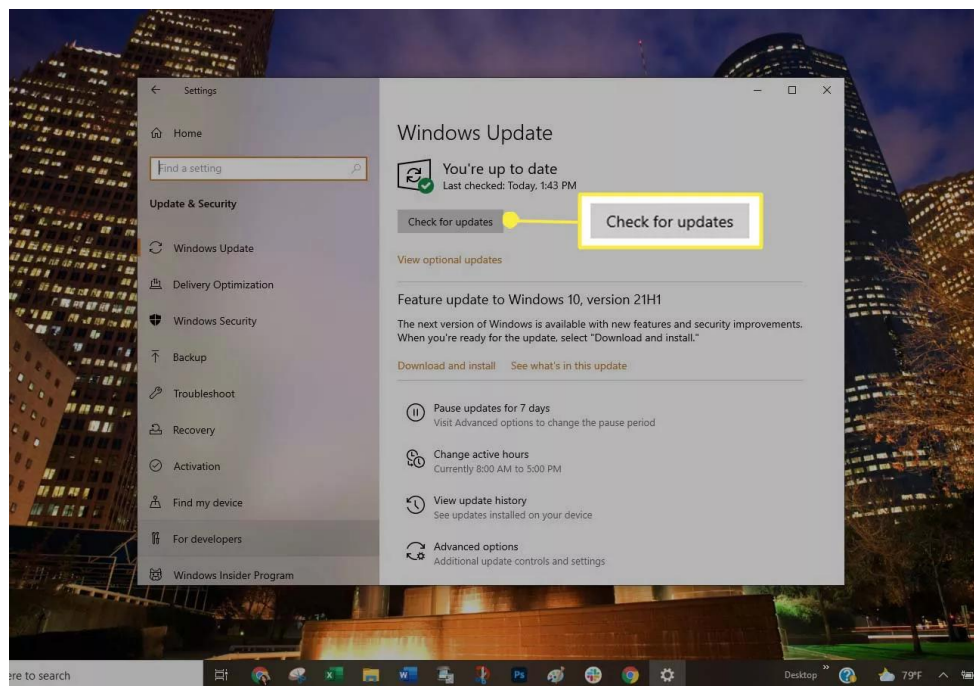 Settings
Home
Find a setting
Update & Security
Windows Update
Delivery Optimization
Windows Security
Backup
Troubleshoot
Recovery
Activation
Find my device
For developers
Windows Insider Program
Windows Update
You're up to date
Last checked: Today, 1:43 PM
Check for updates
Check for updates
View optional updates
Feature update to Windows 10, version 21H1
The next version of Windows is available with new features and security improvements.
When you're ready for the update, select "Download and install."
Download and install See what's in this update
Pause updates for 7 days
Visit Advanced options to change the pause period
Change active hours
Currently 8:00 AM to 5:00 PM
View update history
See updates installed on your device
Advanced options
Additional update controls and settings
ere to search
Ps
Desktop
79°F